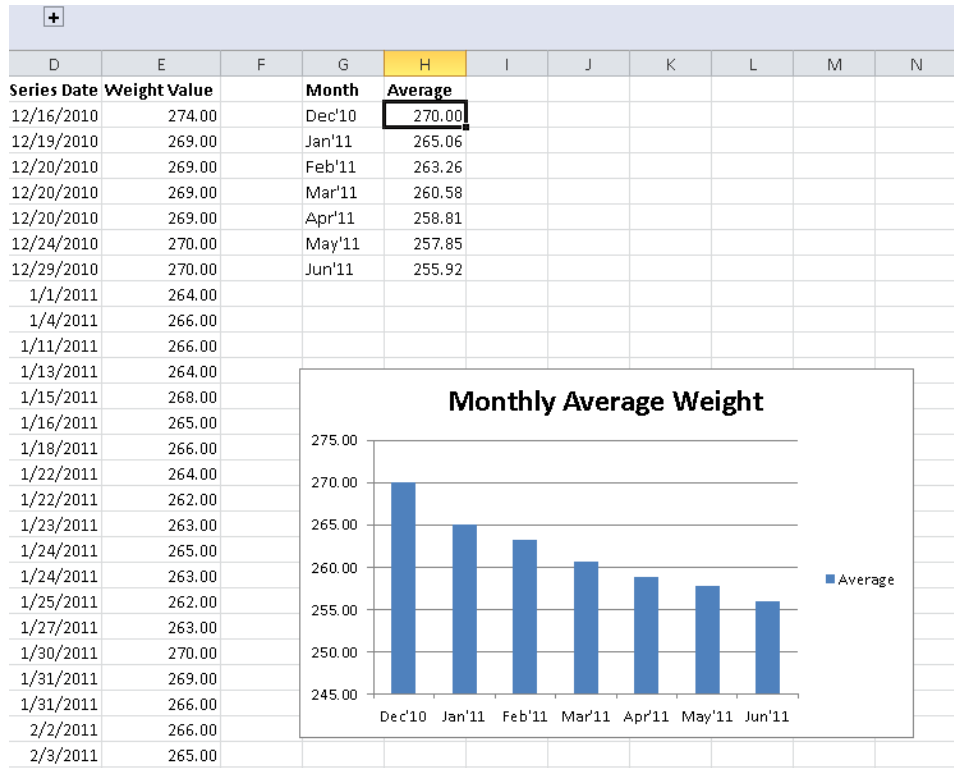 +
D E F G H I J K L M N
Series Date Weight Value Month Average
12/16/2010 274.00 Dec'10 270.00
12/19/2010 269.00 Jan'11 265.06
12/20/2010 269.00 Feb'11 263.26
12/20/2010 269.00 Mar'11 260.58
12/20/2010 269.00 Apr'11 258.81
12/24/2010 270.00 May'11 257.85
12/29/2010 270.00 Jun'11 255.92
1/1/2011 264.00
1/4/2011 266.00
1/11/2011 266.00
1/13/2011 264.00
1/15/2011 268.00
1/16/2011 265.00
1/18/2011 266.00
1/22/2011 264.00
1/22/2011 262.00
1/23/2011 263.00
1/24/2011 265.00
1/24/2011 263.00
1/25/2011 262.00
1/27/2011 263.00
1/30/2011 270.00
1/31/2011 269.00
1/31/2011 266.00
2/2/2011 266.00
2/3/2011 265.00
Monthly Average Weight
275.00
270.00
265.00
260.00
255.00
250.00
245.00
Dec'10 Jan'11 Feb'11 Mar'11 Apr'11 May'11 Jun'11
Average